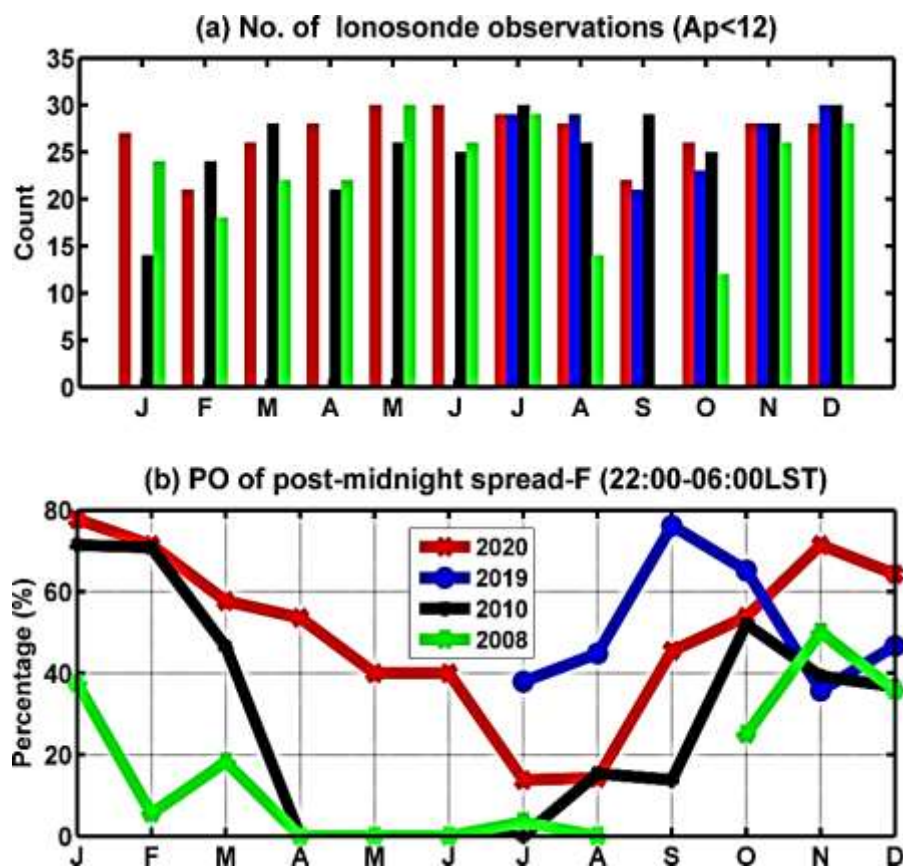 (a) No. of Ionosonde observations (Ap<12)
35
30
25
20
15
10
5
0
Count
J F M A M J J A S O N D
(b) PO of post-midnight spread-F (22:00-06:00LST)
80
60
40
20
0
Percentage (%)
2020
2019
2010
2008
J F M A M J J A S O N D